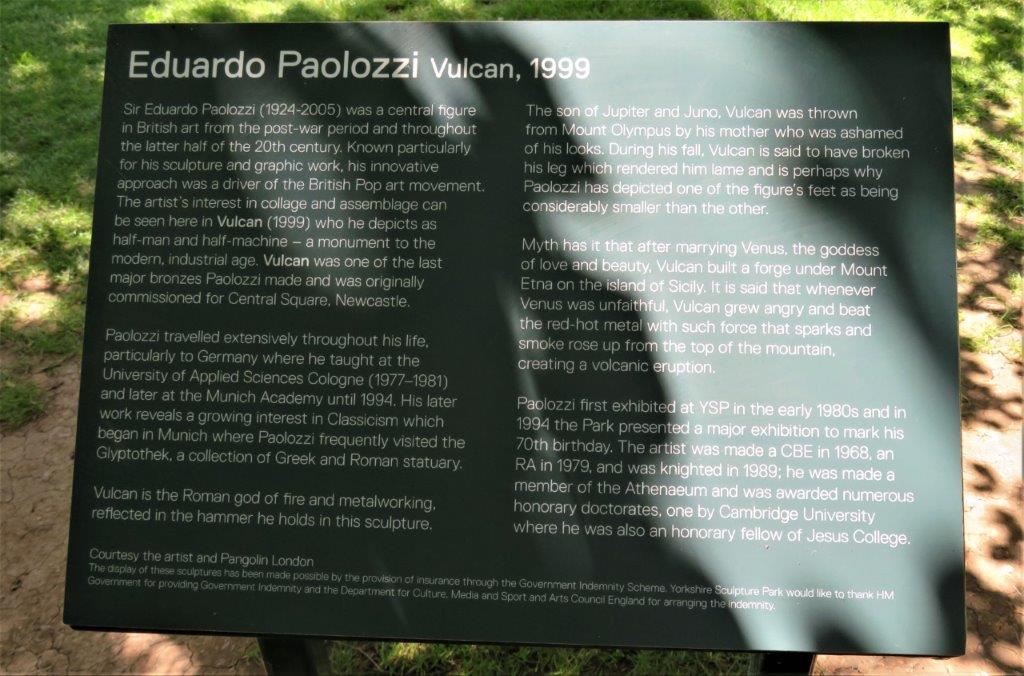 Eduardo Paolozzi Vulcan, 1999
Sir Eduardo Paolozzi (1924-2005) was a central figure
in British art from the post-war period and throughout
the latter half of the 20th century. Known particularly
for his sculpture and graphic work, his innovative
approach was a driver of the British Pop art movement.
The artist's interest in collage and assemblage can
be seen here in Vulcan (1999) who he depicts as
half-man and half-machine – a monument to the
modern, industrial age. Vulcan was one of the last
major bronzes Paolozzi made and was originally
commissioned for Central Square, Newcastle.
Paolozzi travelled extensively throughout his life,
particularly to Germany where he taught at the
University of Applied Sciences Cologne (1977–1981)
and later at the Munich Academy until 1994. His later
work reveals a growing interest in Classicism which
began in Munich where Paolozzi frequently visited the
Glyptothek, a collection of Greek and Roman statuary.
Vulcan is the Roman god of fire and metalworking,
reflected in the hammer he holds in this sculpture.
The son of Jupiter and Juno, Vulcan was thrown
from Mount Olympus by his mother who was ashamed
of his looks. During his fall, Vulcan is said to have broken
his leg which rendered him lame and is perhaps why
Paolozzi has depicted one of the figure's feet as being
considerably smaller than the other.
Myth has it that after marrying Venus, the goddess
of love and beauty, Vulcan built a forge under Mount
Etna on the island of Sicily. It is said that whenever
Venus was unfaithful, Vulcan grew angry and beat
the red-hot metal with such force that sparks and
smoke rose up from the top of the mountain,
creating a volcanic eruption.
Paolozzi first exhibited at YSP in the early 1980s and in
1994 the Park presented a major exhibition to mark his
70th birthday. The artist was made a CBE in 1968, an
RA in 1979, and was knighted in 1989; he was made a
member of the Athenaeum and was awarded numerous
honorary doctorates, one by Cambridge University
where he was also an honorary fellow of Jesus College.
Courtesy the artist and Pangolin London
The display of these sculptures has been made possible by the provision of insurance through the Government Indemnity Scheme. Yorkshire Sculpture Park would like to thank HM
Government for providing Government Indemnity and the Department for Culture, Media and Sport and Arts Council England for arranging the indemnity.